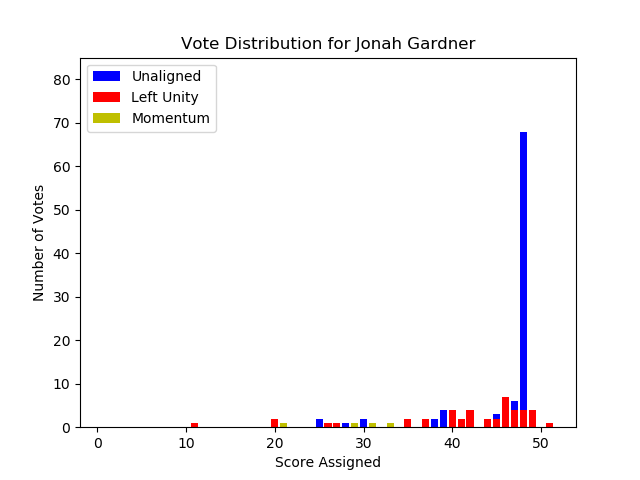 Vote Distribution for Jonah Gardner
Unaligned
Left Unity
Momentum
Number of Votes
80
70
60
50
40
30
20
10
0
0 10 20 30 40 50
Score Assigned